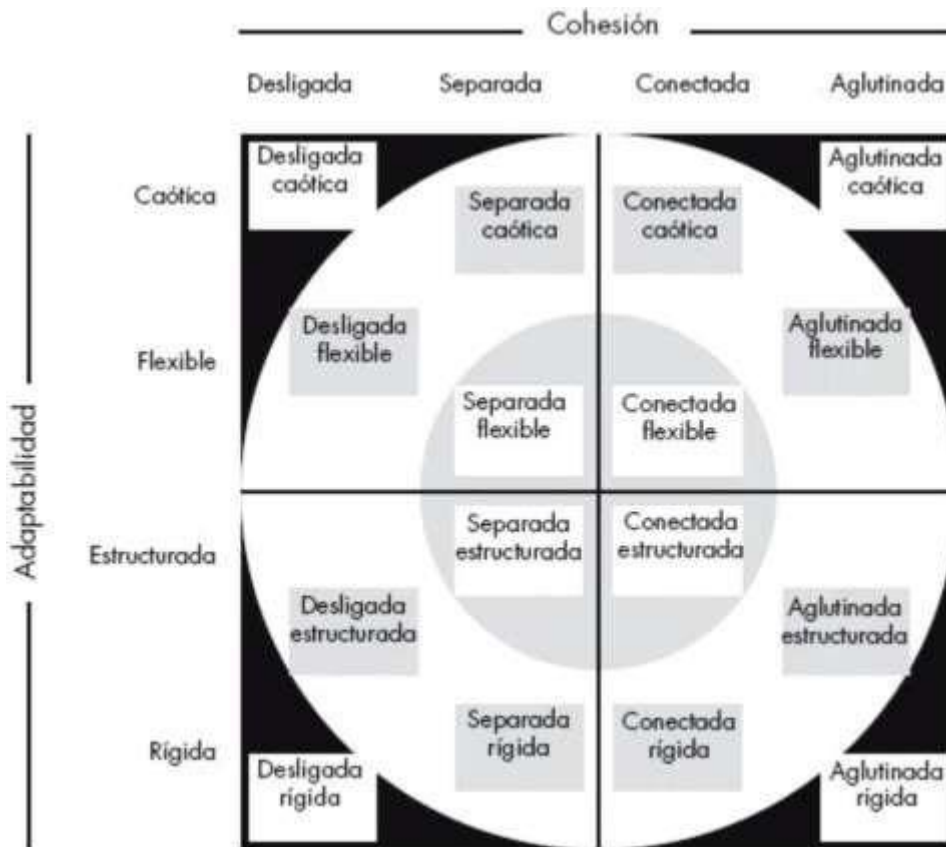 Cohesión
Desligada Separada Conectada Aglutinada
Adaptabilidad
Caótica
Desligada
caótica
Separada
caótica
Conectada
caótica
Aglutinada
caótica
Flexible
Desligada
flexible
Separada
flexible
Conectada
flexible
Aglutinada
flexible
Estructurada
Desligada
estructurada
Separada
estructurada
Conectada
estructurada
Aglutinada
estructurada
Rígida
Desligada
rígida
Separada
rígida
Conectada
rígida
Aglutinada
rígida